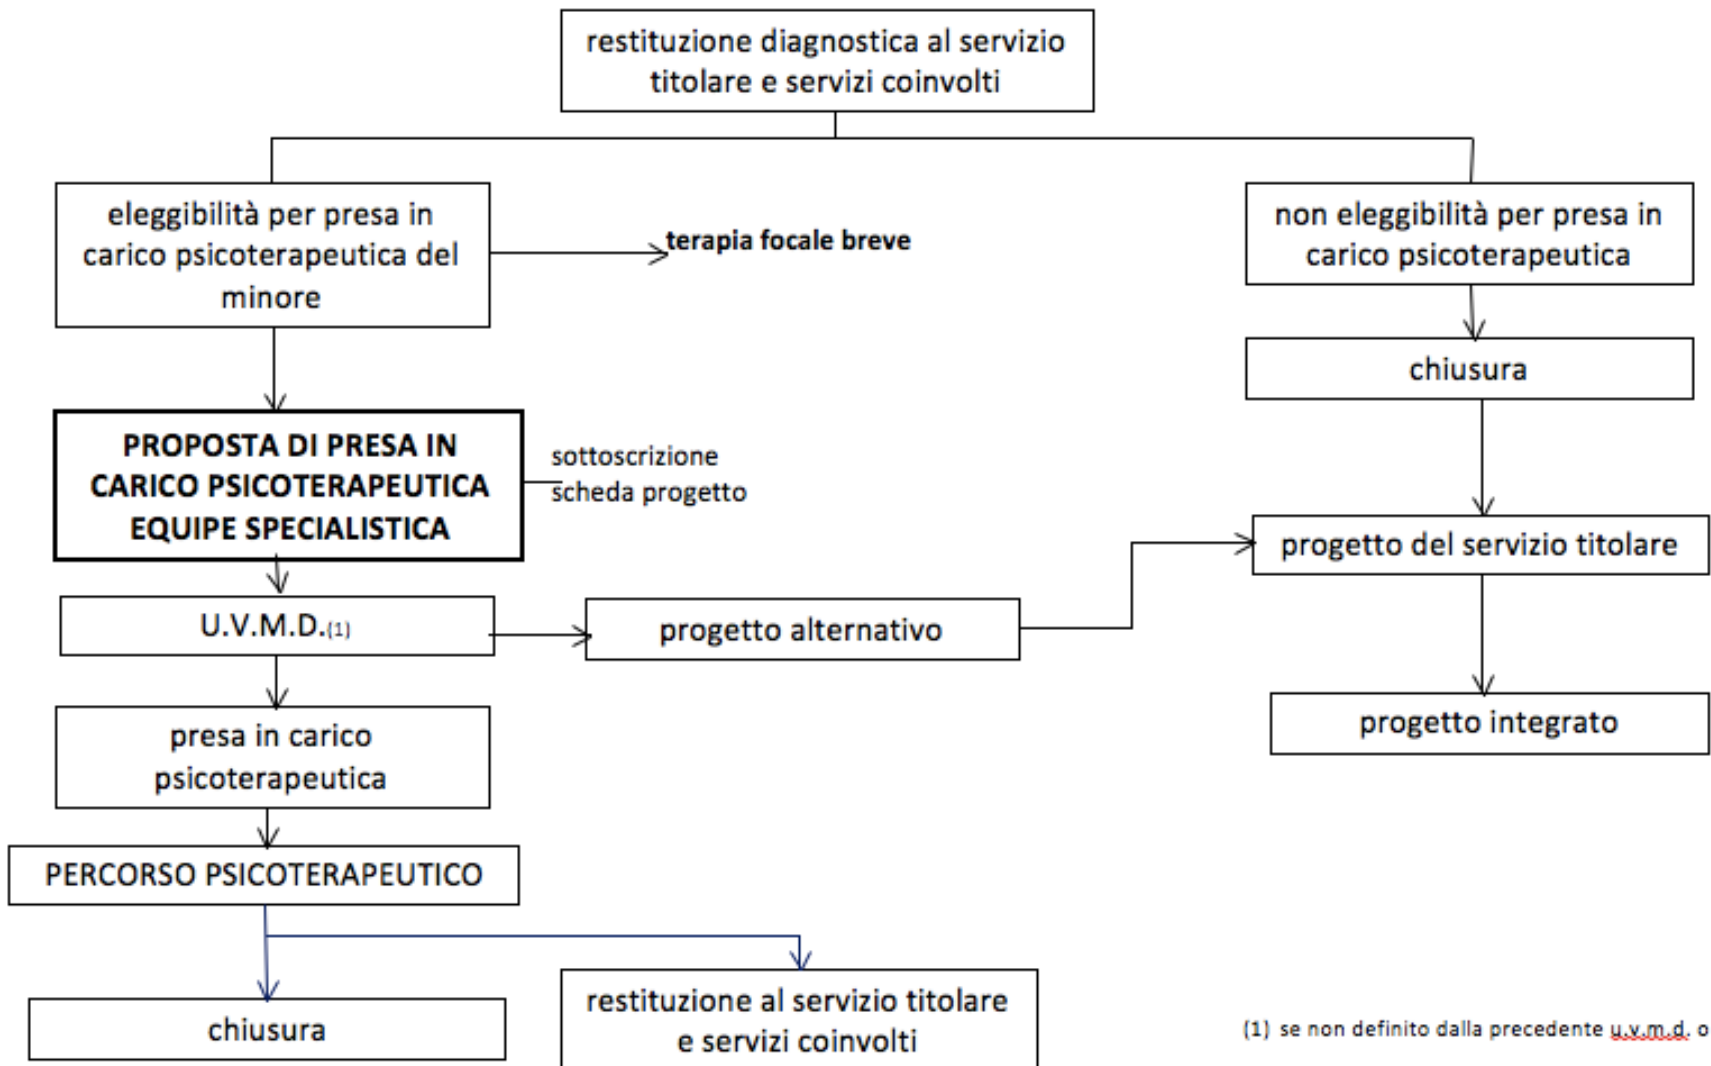 restituzione diagnostica al servizio
titolare e servizi coinvolti
eleggibilità per presa in
carico psicoterapeutica del
minore
terapia focale breve
non eleggibilità per presa in
carico psicoterapeutica
chiusura
PROPOSTA DI PRESA IN
CARICO PSICOTERAPEUTICA
EQUIPE SPECIALISTICA
sottoscrizione
scheda progetto
progetto del servizio titolare
U.V.M.D.(1)
progetto alternativo
presa in carico
psicoterapeutica
progetto integrato
PERCORSO PSICOTERAPEUTICO
chiusura
restituzione al servizio titolare
e servizi coinvolti
(1) se non definito dalla precedente u.v.m.d. o